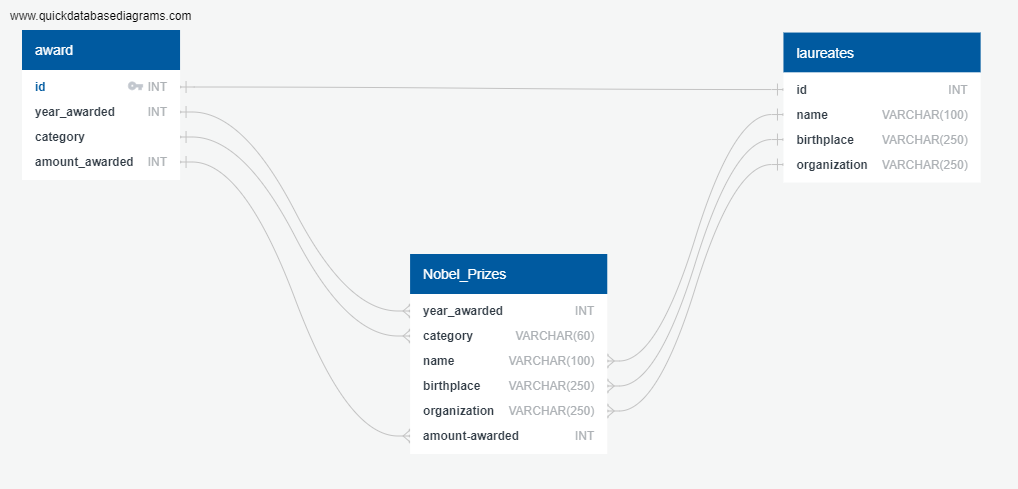 www.quickdatabasediagrams.com
award
id INT
year_awarded INT
category
amount_awarded INT
laureates
id INT
name VARCHAR(100)
birthplace VARCHAR(250)
organization VARCHAR(250)
Nobel_Prizes
year_awarded INT
category VARCHAR(60)
name VARCHAR(100)
birthplace VARCHAR(250)
organization VARCHAR(250)
amount-awarded INT